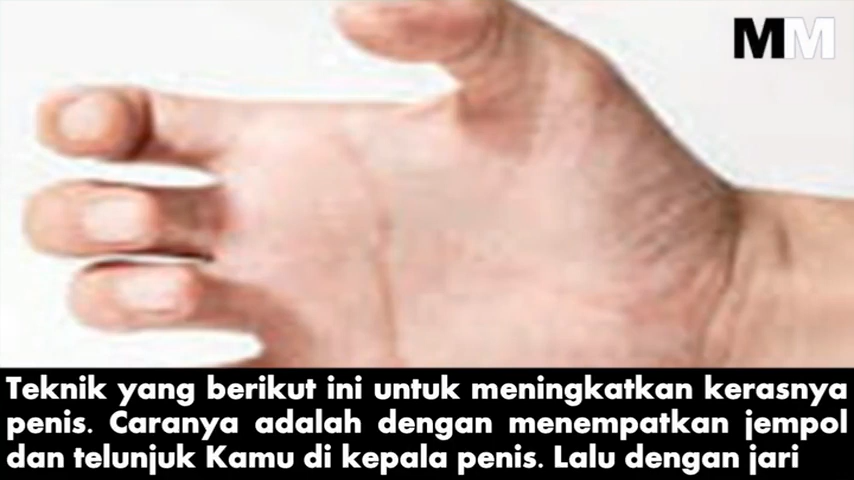 MM
Teknik yang berikut ini untuk meningkatkan kerasnya
penis. Caranya adalah dengan menempatkan jempol
dan telunjuk Kamu di kepala penis. Lalu dengan jari